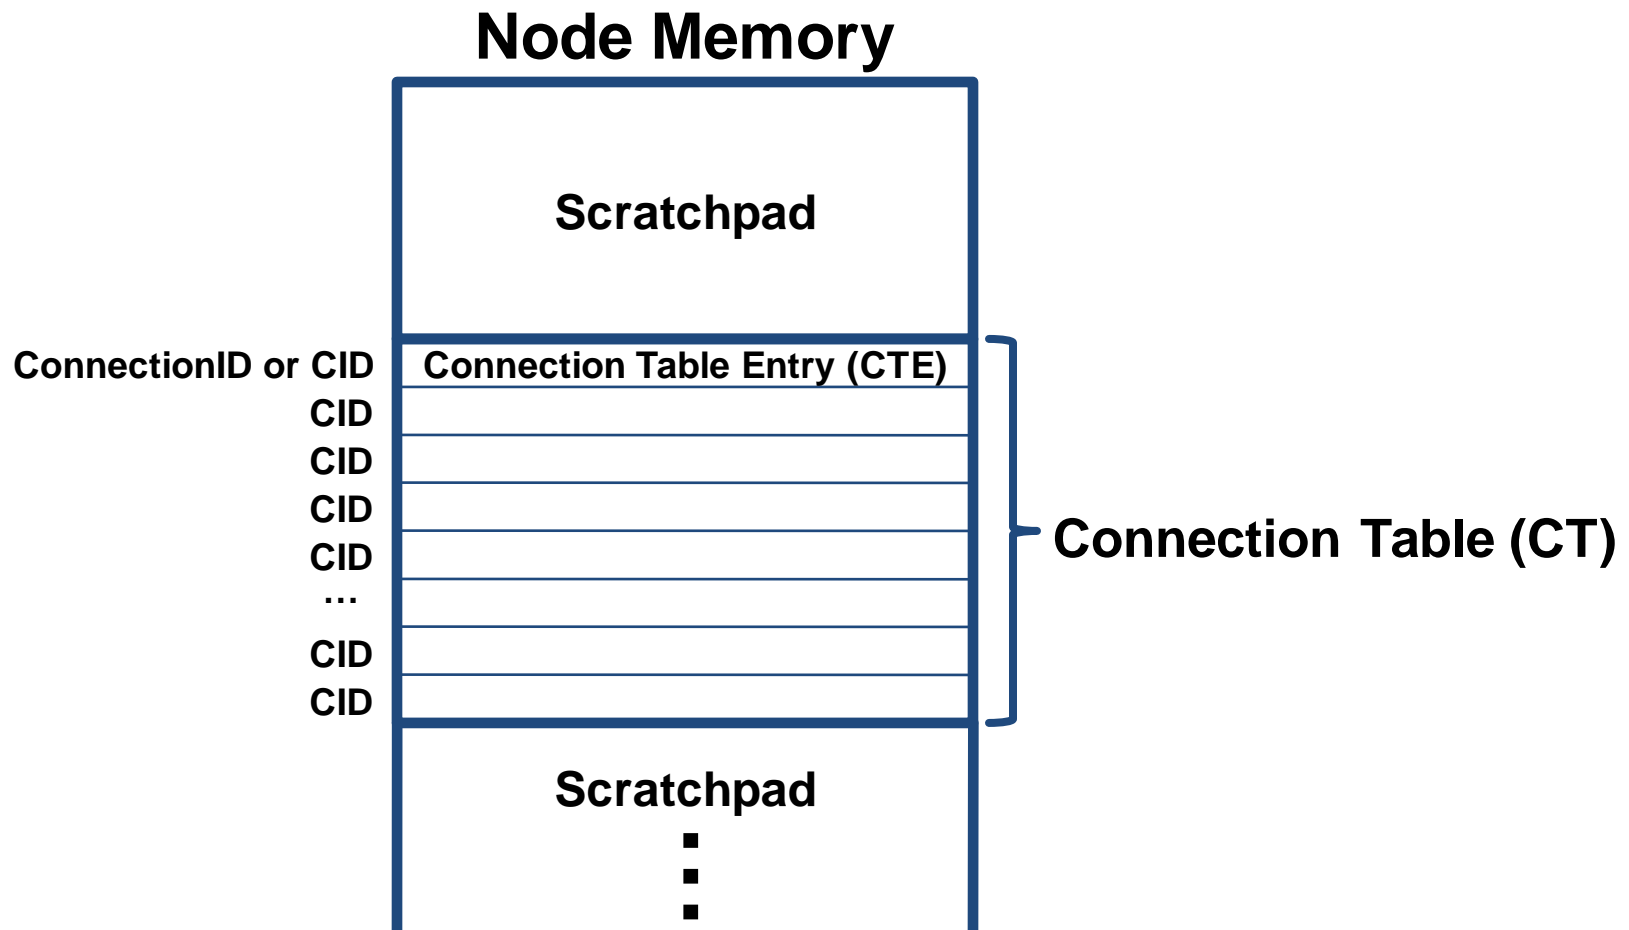 Node Memory
Scratchpad
ConnectionID or CID
Connection Table Entry (CTE)
CID
CID
CID
CID
...
CID
CID
Connection Table (CT)
Scratchpad